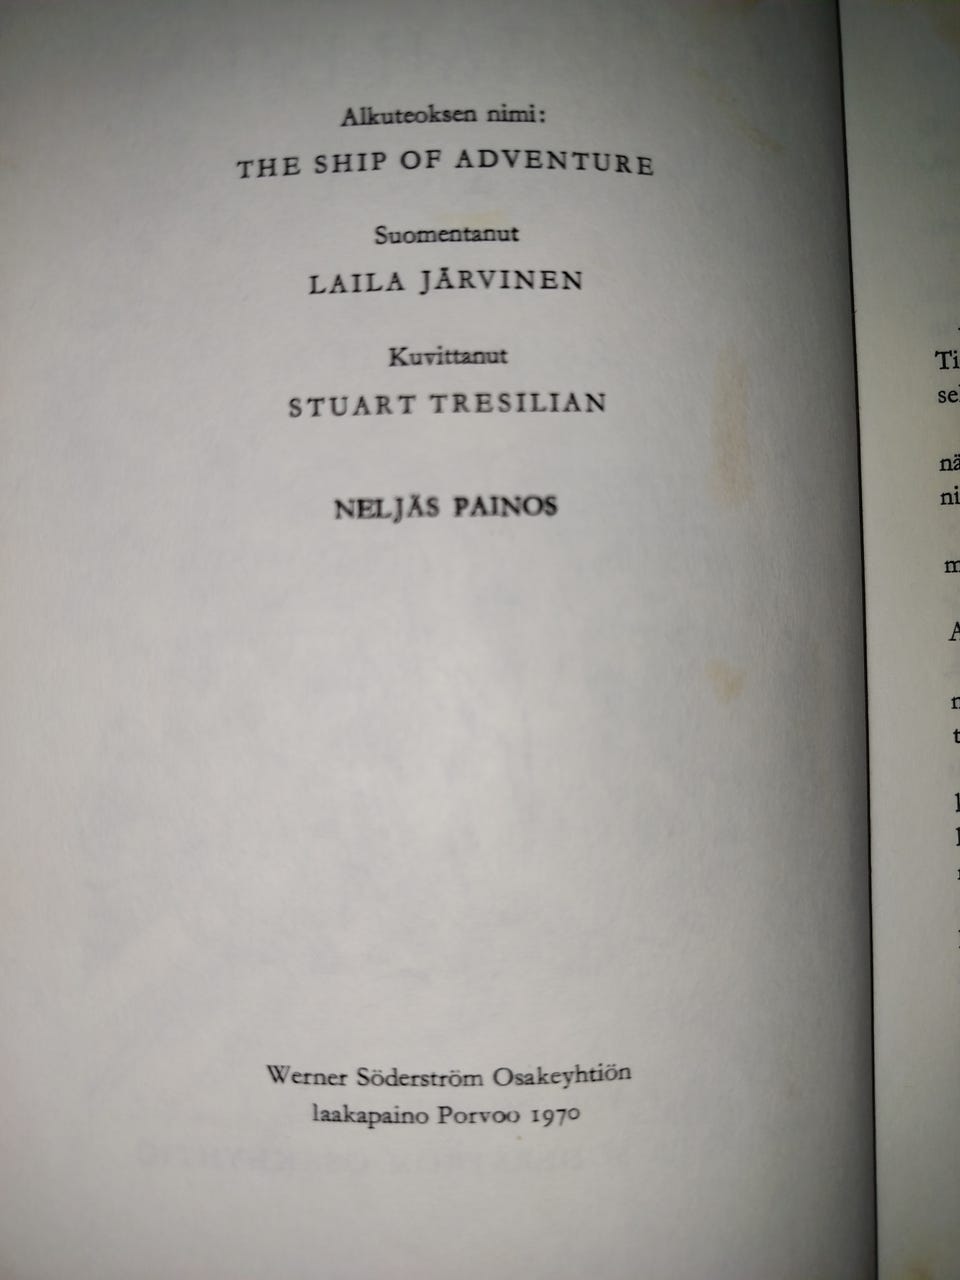 Alkuteoksen nimi:
THE SHIP OF ADVENTURE
Suomentanut
LAILA JÄRVINEN
Kuvittanut
STUART TRESILIAN
NELJÄS PAINOS
Werner Söderström Osakeyhtiön
laakapaino Porvoo 1970